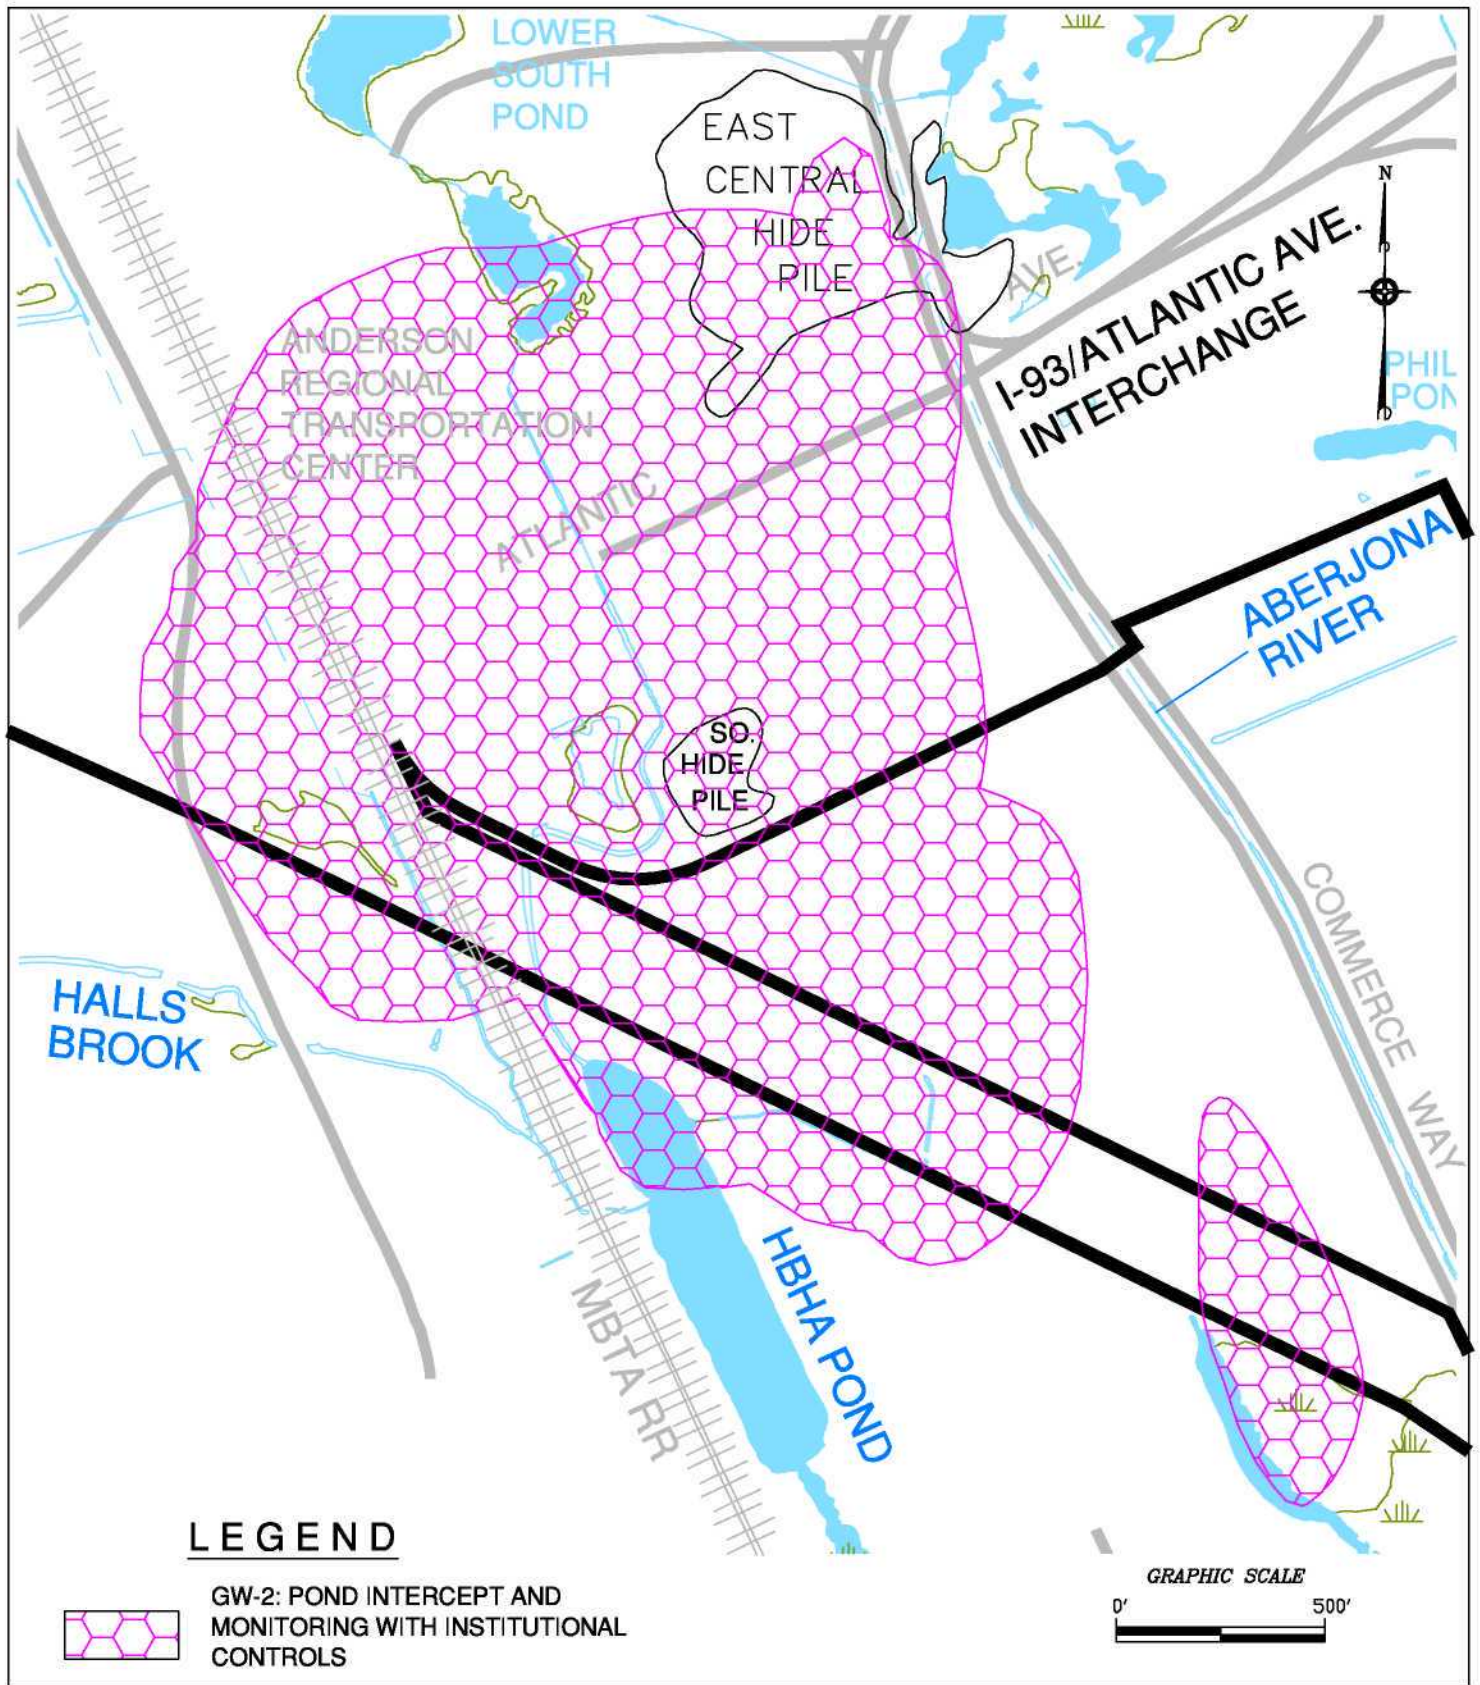 LOWER
SOUTH
POND
EAST
CENTRAL
HIDE
PILE
N
AVE.
I-93/ATLANTIC AVE.
INTERCHANGE
PHIL
PON
ANDERSON
REGIONAL
TRANSPORTATION
CENTER
ATLANTIC
ABERJONA
RIVER
SO.
HIDE
PILE
COMMERCE WAY
HALLS
BROOK
HBHA POND
MBTA RR
LEGEND
GW-2: POND INTERCEPT AND
MONITORING WITH INSTITUTIONAL
CONTROLS
GRAPHIC SCALE
0' 500'